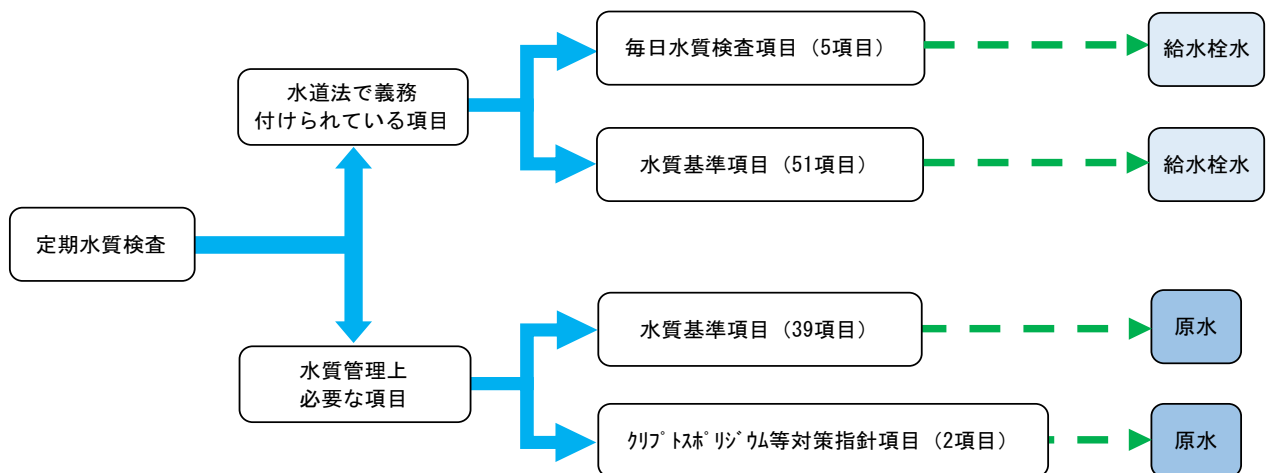 毎日水質検査項目（5項目）
給水栓水
水道法で義務
付けられている項目
水質基準項目（51項目）
給水栓水
定期水質検査
水質基準項目（39項目）
原水
水質管理上
必要な項目
ｸﾘﾌﾟﾄｽﾎﾟﾘｼﾞｳﾑ等対策指針項目（2項目）
原水